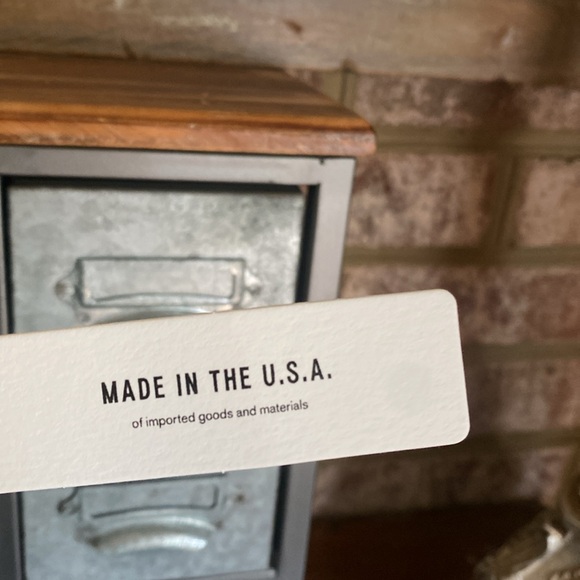 MADE IN THE U.S.A.
of imported goods and materials